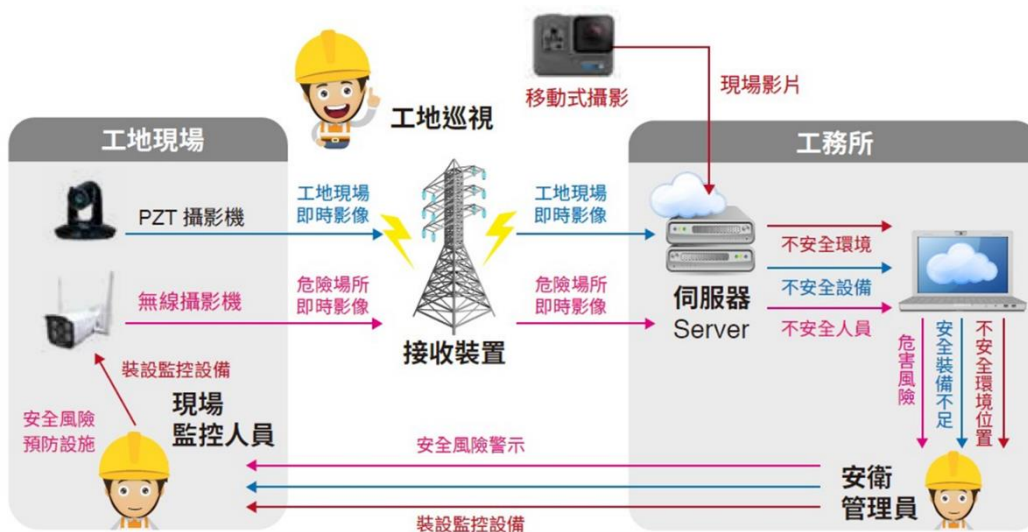 移動式攝影
現場影片
工地巡視
工地現場
PZT 攝影機
無線攝影機
裝設監控設備
安全風險
預防設施
現場
監控人員
工地現場
即時影像
危險場所
即時影像
接收裝置
工地現場
即時影像
危險場所
即時影像
工務所
伺服器
Server
不安全環境
不安全設備
不安全人員
危害風險
安全裝備不足
不安全環境位置
安衛
管理員
安全風險警示
裝設監控設備